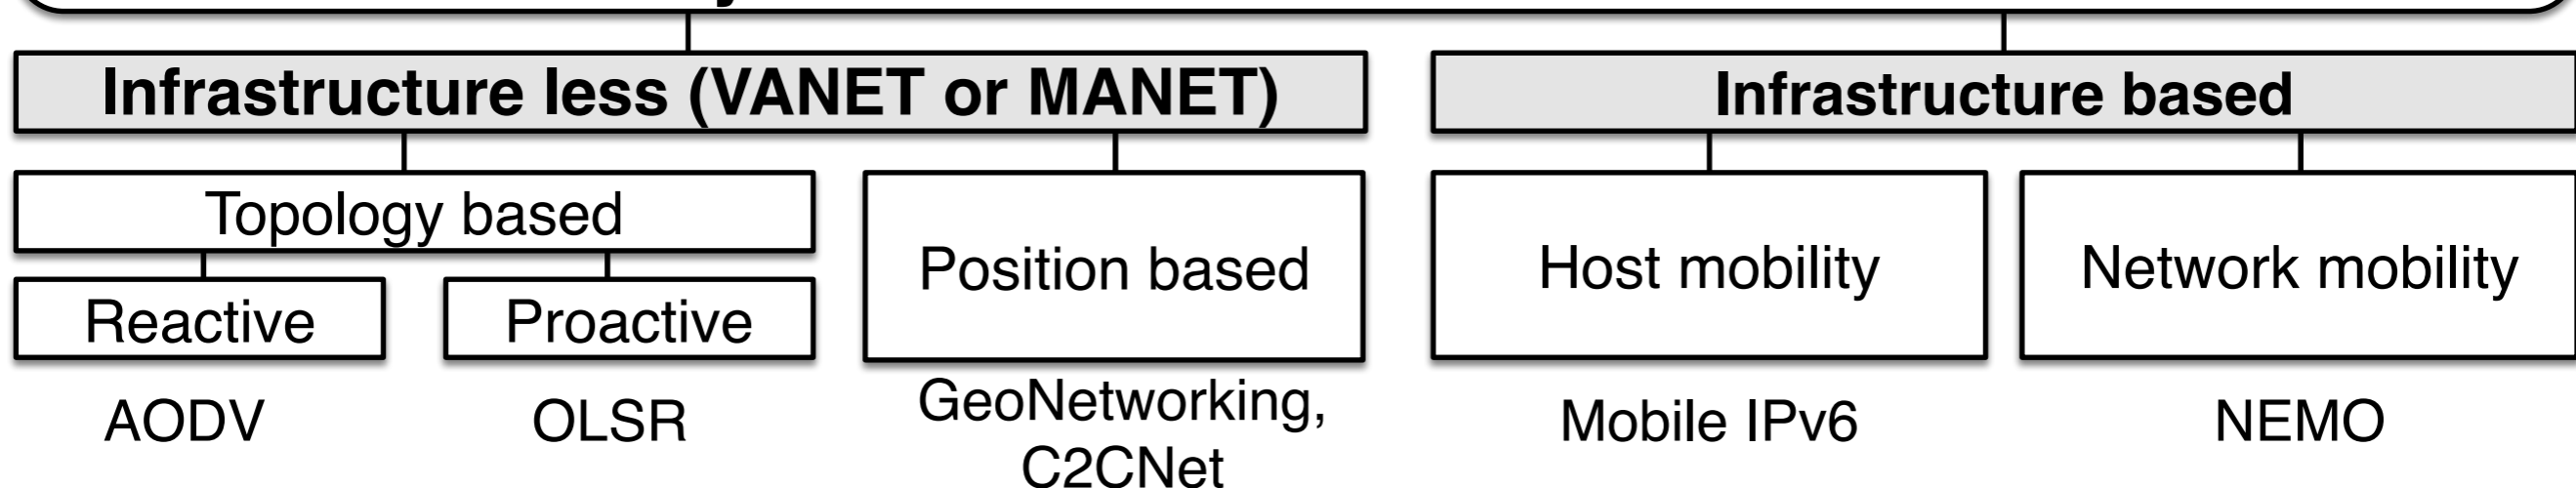 Infrastructure less (VANET or MANET)
Infrastructure based
Topology based
Position based
Host mobility
Network mobility
Reactive
Proactive
AODV
OLSR
GeoNetworking,
C2CNet
Mobile IPv6
NEMO